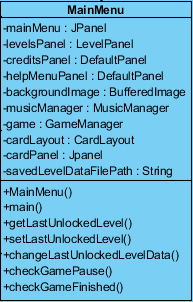 MainMenu
-mainMenu : JPanel
-levelsPanel : LevelPanel
-creditsPanel : DefaultPanel
-helpMenuPanel : DefaultPanel
-backgroundImage : BufferedImage
-musicManager : MusicManager
-game : GameManager
-cardLayout : CardLayout
-cardPanel : Jpanel
-savedLevelDataFilePath : String
+MainMenu()
+main()
+getLastUnlockedLevel()
+setLastUnlockedLevel()
+changeLastUnlockedLevelData()
+checkGamePause()
+checkGameFinished()